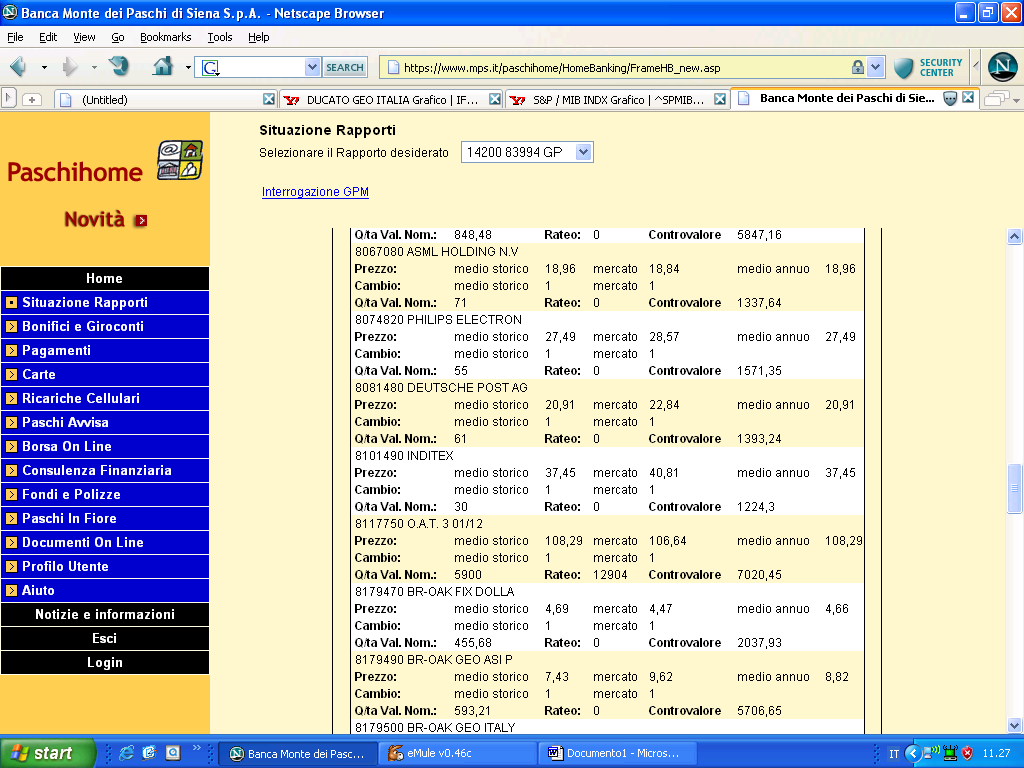 Banca Monte dei Paschi di Siena S.p.A. - Netscape Browser
File Edit View Go Bookmarks Tools Help
SEARCH https://www.mps.it/paschihome/HomeBanking/FrameHB_new.asp SECURITY CENTER
(Untitled) DUCATO GEO ITALIA Grafico | IF... S&P / MIB INDX Grafico | ^SPMIB... Banca Monte dei Paschi di Sie...
Paschihome
Novità
Home
Situazione Rapporti
Bonifici e Giroconti
Pagamenti
Carte
Ricariche Cellulari
Paschi Avvisa
Borsa On Line
Consulenza Finanziaria
Fondi e Polizze
Paschi In Fiore
Documenti On Line
Profilo Utente
Aiuto
Notizie e informazioni
Esci
Login
Situazione Rapporti
Selezionare il Rapporto desiderato 14200 83994 GP
Interrogazione GPM
Q/ta Val. Nom.: 848,48 Rateo: 0 Controvalore 5847,16
8067080 ASML HOLDING N.V
Prezzo: medio storico 18,96 mercato 18,84 medio annuo 18,96
Cambio: medio storico 1 mercato 1
Q/ta Val. Nom.: 71 Rateo: 0 Controvalore 1337,64
8074820 PHILIPS ELECTRON
Prezzo: medio storico 27,49 mercato 28,57 medio annuo 27,49
Cambio: medio storico 1 mercato 1
Q/ta Val. Nom.: 55 Rateo: 0 Controvalore 1571,35
8081480 DEUTSCHE POST AG
Prezzo: medio storico 20,91 mercato 22,84 medio annuo 20,91
Cambio: medio storico 1 mercato 1
Q/ta Val. Nom.: 61 Rateo: 0 Controvalore 1393,24
8101490 INDITEX
Prezzo: medio storico 37,45 mercato 40,81 medio annuo 37,45
Cambio: medio storico 1 mercato 1
Q/ta Val. Nom.: 30 Rateo: 0 Controvalore 1224,3
8117750 O.A.T. 3 01/12
Prezzo: medio storico 108,29 mercato 106,64 medio annuo 108,29
Cambio: medio storico 1 mercato 1
Q/ta Val. Nom.: 5900 Rateo: 12904 Controvalore 7020,45
8179470 BR-OAK FIX DOLLA
Prezzo: medio storico 4,69 mercato 4,47 medio annuo 4,66
Cambio: medio storico 1 mercato 1
Q/ta Val. Nom.: 455,68 Rateo: 0 Controvalore 2037,93
8179490 BR-OAK GEO ASI P
Prezzo: medio storico 7,43 mercato 9,62 medio annuo 8,82
Cambio: medio storico 1 mercato 1
Q/ta Val. Nom.: 593,21 Rateo: 0 Controvalore 5706,65
8179500 BR-OAK GEO ITALY
start Banca Monte dei Pasc... eMule v0.46c Documento1 - Micros... IT 11.27